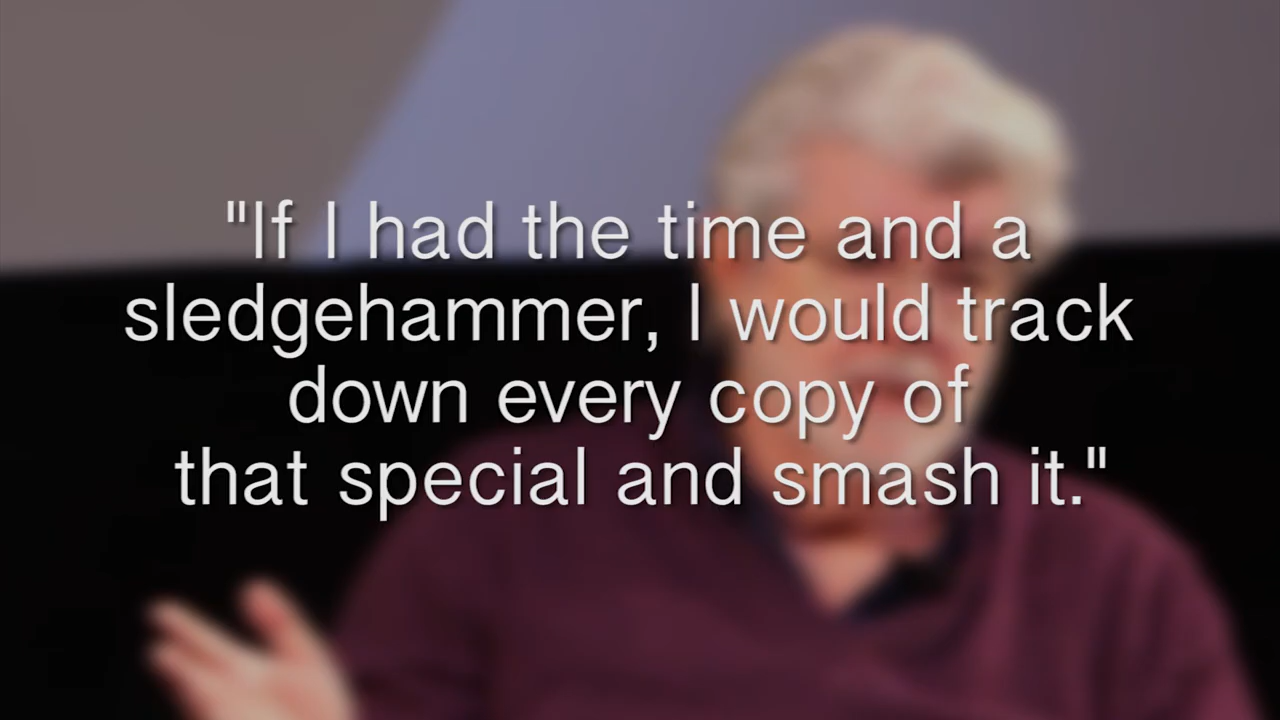 "If I had the time and a
sledgehammer, I would track
down every copy of
that special and smash it."